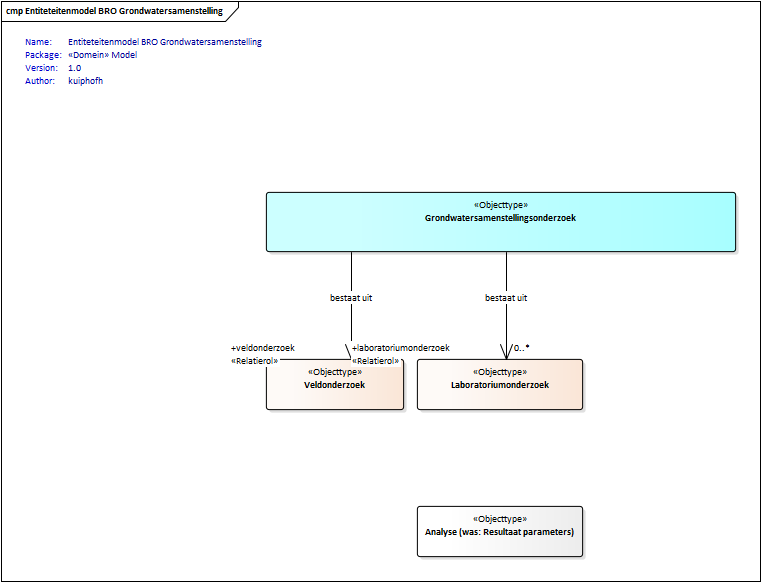 cmp Entiteteitenmodel BRO Grondwatersamenstelling
Name: Entiteteitenmodel BRO Grondwatersamenstelling
Package: «Domein» Model
Version: 1.0
Author: kuiphofh
«Objecttype»
Grondwatersamenstellingsonderzoek
bestaat uit
bestaat uit
+veldonderzoek
«Relatierol»
+laboratoriumonderzoek
«Relatierol»
0..*
«Objecttype»
Veldonderzoek
«Objecttype»
Laboratoriumonderzoek
«Objecttype»
Analyse (was: Resultaat parameters)